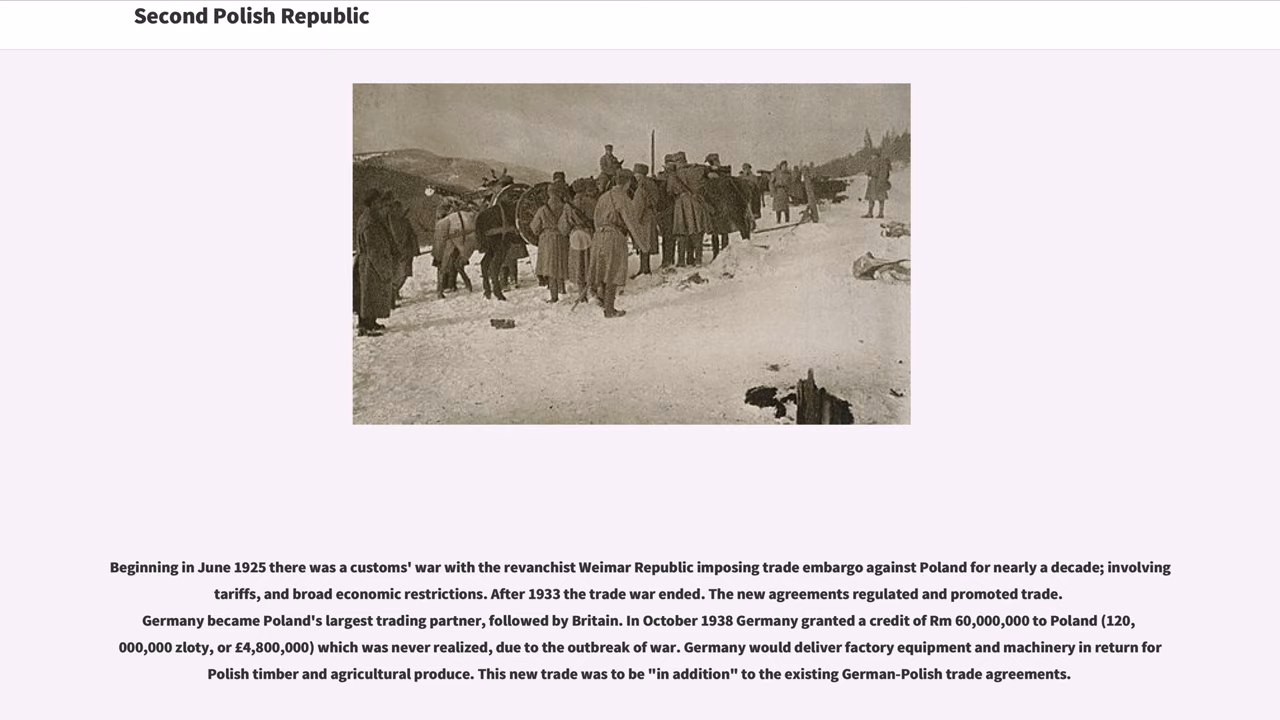 Second Polish Republic
Beginning in June 1925 there was a customs' war with the revanchist Weimar Republic imposing trade embargo against Poland for nearly a decade; involving
tariffs, and broad economic restrictions. After 1933 the trade war ended. The new agreements regulated and promoted trade.
Germany became Poland's largest trading partner, followed by Britain. In October 1938 Germany granted a credit of Rm 60,000,000 to Poland (120,
000,000 zloty, or £4,800,000) which was never realized, due to the outbreak of war. Germany would deliver factory equipment and machinery in return for
Polish timber and agricultural produce. This new trade was to be "in addition" to the existing German-Polish trade agreements.